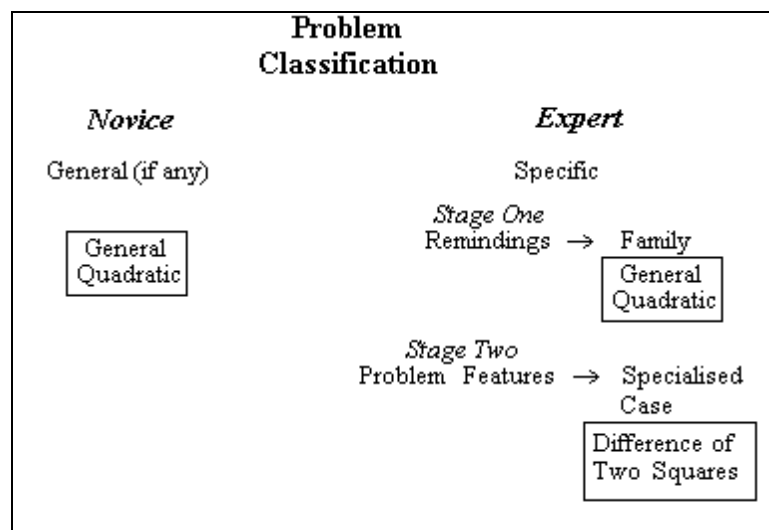 Problem
Classification
Novice
Expert
General (if any)
Specific
General
Quadratic
Stage One
Remindings → Family
General
Quadratic
Stage Two
Problem Features → Specialised
Case
Difference of
Two Squares